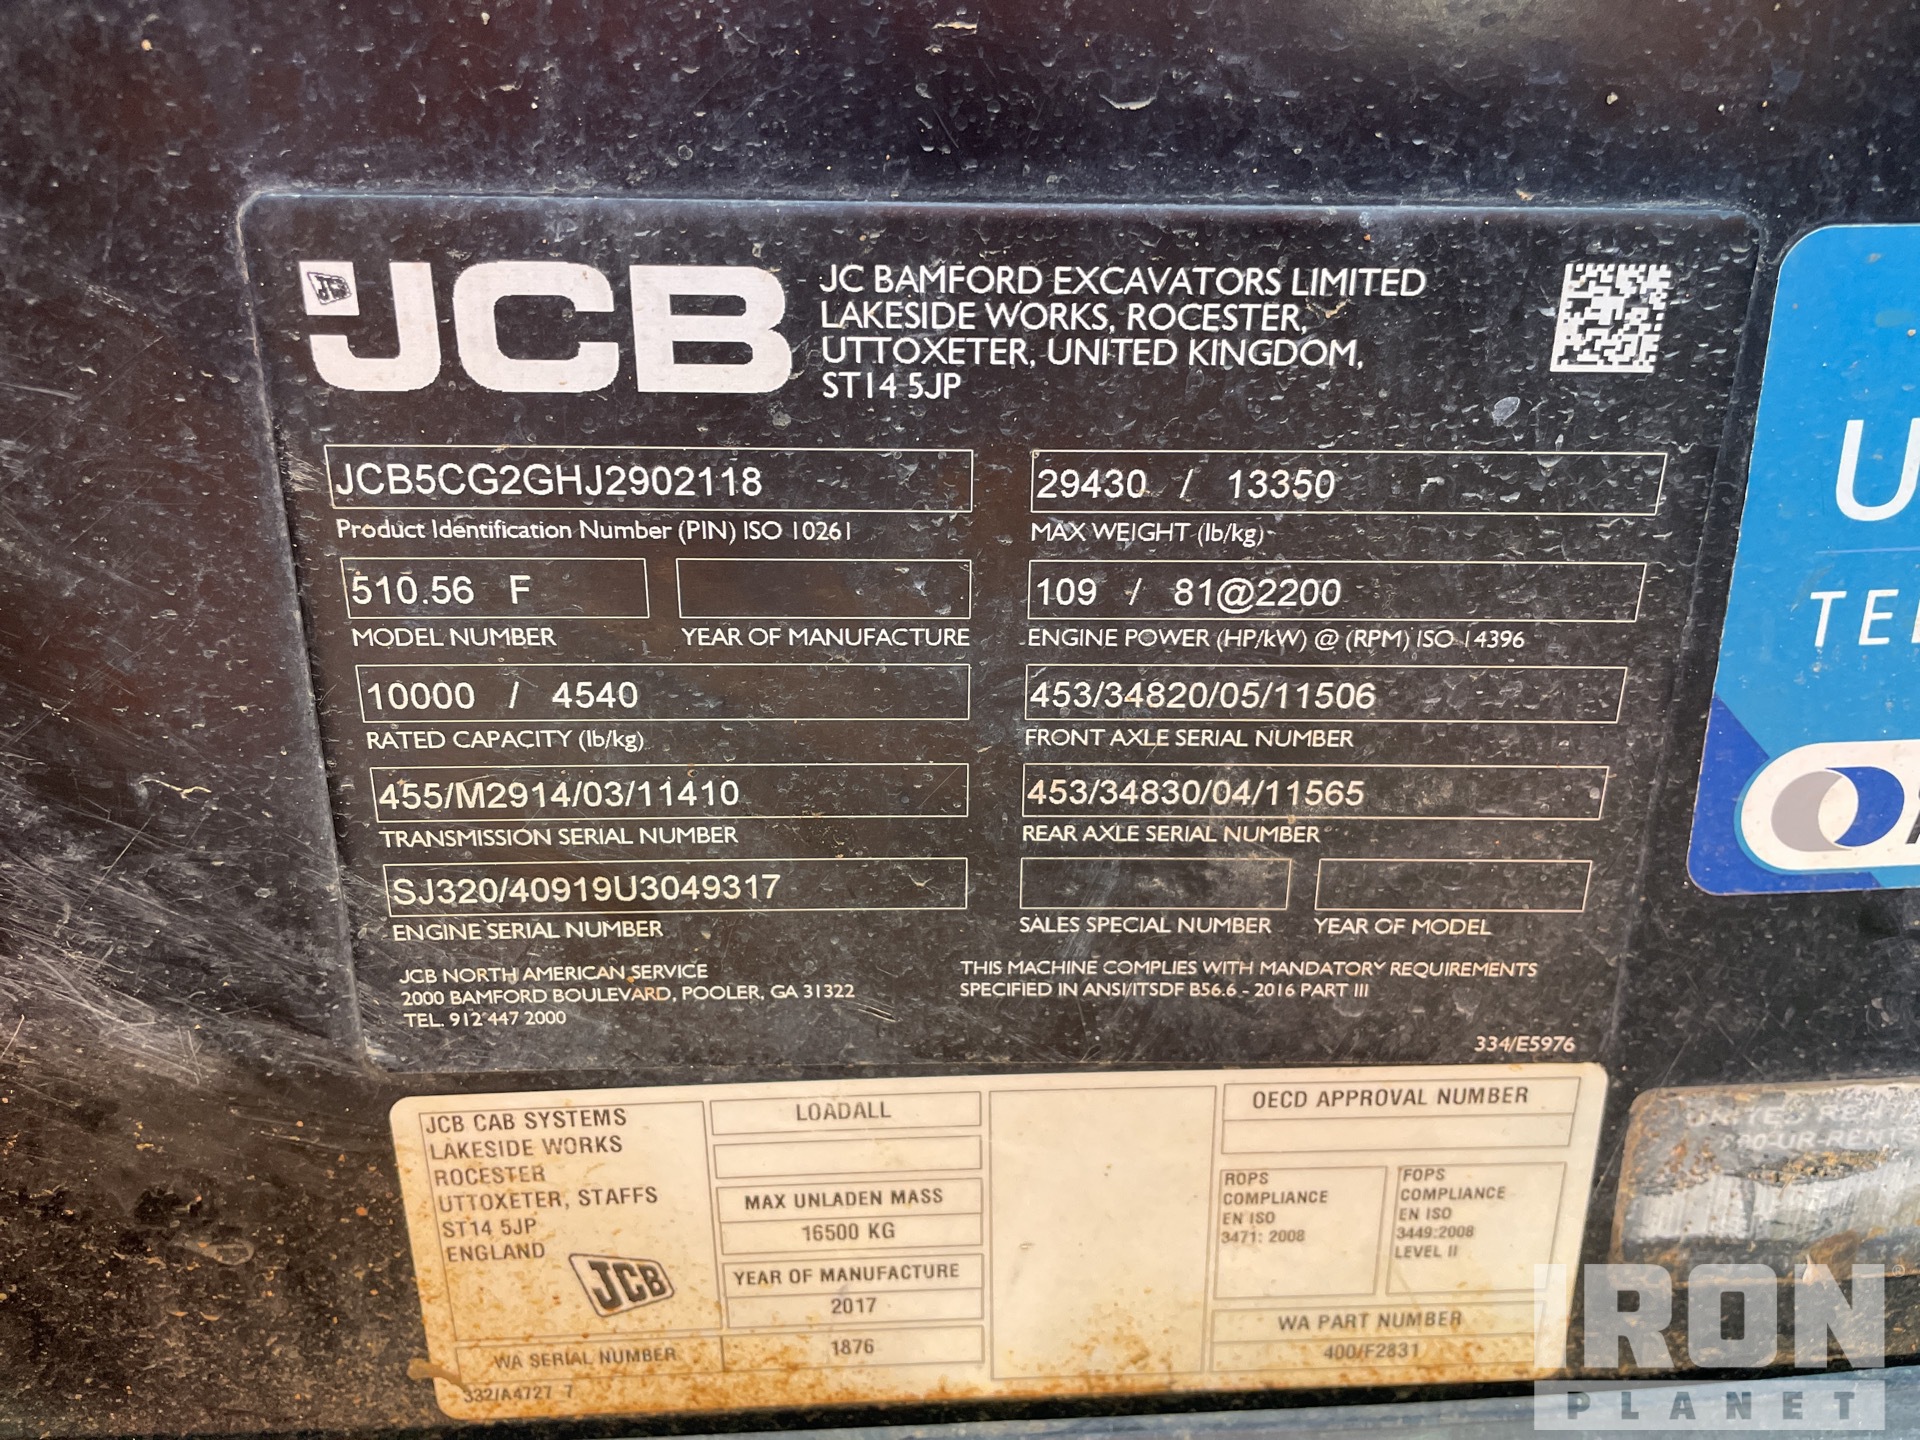 JCB
JC BAMFORD EXCAVATORS LIMITED
LAKESIDE WORKS, ROCESTER,
UTTOXETER, UNITED KINGDOM,
ST14 5JP
JCB5CG2GHJ2902118
Product Identification Number (PIN) ISO 10261
29430 / 13350
MAX WEIGHT (lb/kg)
510.56 F
MODEL NUMBER
YEAR OF MANUFACTURE
109 / 81@2200
ENGINE POWER (HP/kW) @ (RPM) ISO 14396
10000 / 4540
RATED CAPACITY (lb/kg)
453/34820/05/11506
FRONT AXLE SERIAL NUMBER
455/M2914/03/11410
TRANSMISSION SERIAL NUMBER
453/34830/04/11565
REAR AXLE SERIAL NUMBER
SJ320/40919U3049317
ENGINE SERIAL NUMBER
SALES SPECIAL NUMBER
YEAR OF MODEL
JCB NORTH AMERICAN SERVICE
2000 BAMFORD BOULEVARD, POOLER, GA 31322
TEL. 912 447 2000
THIS MACHINE COMPLIES WITH MANDATORY REQUIREMENTS
SPECIFIED IN ANSI/ITSDF B56.6 - 2016 PART III
334/E5976
JCB CAB SYSTEMS
LAKESIDE WORKS
ROCESTER
UTTOXETER, STAFFS
ST14 5JP
ENGLAND
JCB
WA SERIAL NUMBER
332/A4727 7
LOADALL
MAX UNLADEN MASS
16500 KG
YEAR OF MANUFACTURE
2017
1876
OECD APPROVAL NUMBER
ROPS
COMPLIANCE
EN ISO
3471: 2008
FOPS
COMPLIANCE
EN ISO
3449:2008
LEVEL II
WA PART NUMBER
400/F2831
U
TE
UNITED RENT
800-UR-RENTS
IRON
PLANET